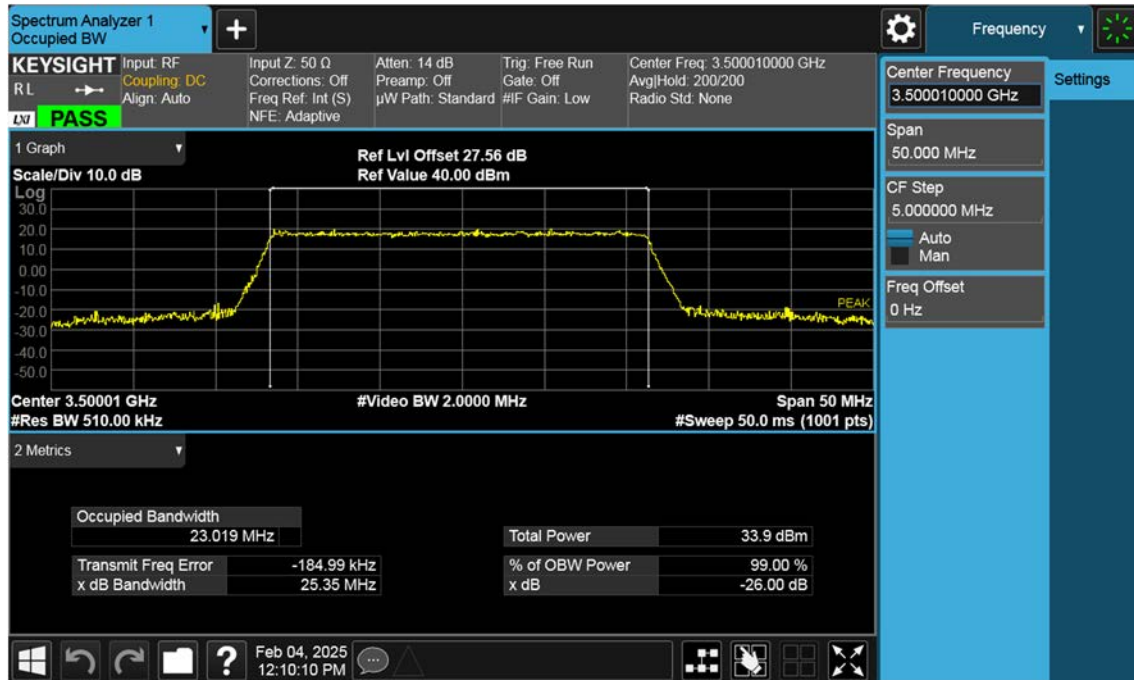 Spectrum Analyzer 1
Occupied BW
Frequency
KEYSIGHT
R L
LXI
PASS
Input: RF
Coupling: DC
Align: Auto
Input Z: 50 Ω
Corrections: Off
Freq Ref: Int (S)
NFE: Adaptive
Atten: 14 dB
Preamp: Off
µW Path: Standard
Trig: Free Run
Gate: Off
#IF Gain: Low
Center Freq: 3.500010000 GHz
Avg|Hold: 200/200
Radio Std: None
Center Frequency
3.500010000 GHz
Settings
Span
50.000 MHz
CF Step
5.000000 MHz
Auto
Man
Freq Offset
0 Hz
1 Graph
Scale/Div 10.0 dB
Ref Lvl Offset 27.56 dB
Ref Value 40.00 dBm
Log
30.0
20.0
10.0
0.00
-10.0
-20.0
-30.0
-40.0
-50.0
PEAK
Center 3.50001 GHz
#Video BW 2.0000 MHz
Span 50 MHz
#Res BW 510.00 kHz
#Sweep 50.0 ms (1001 pts)
2 Metrics
Occupied Bandwidth
23.019 MHz
Total Power 33.9 dBm
Transmit Freq Error -184.99 kHz
% of OBW Power 99.00 %
x dB Bandwidth 25.35 MHz
x dB -26.00 dB
?
Feb 04, 2025
12:10:10 PM